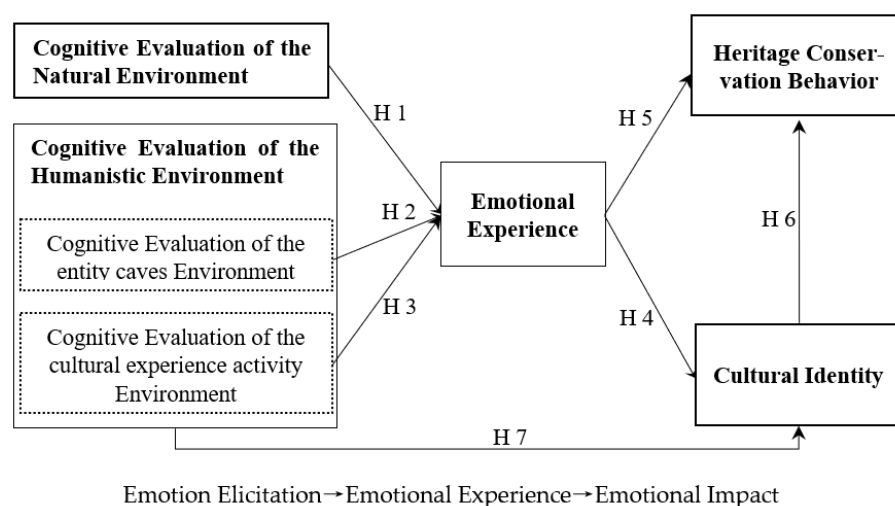 Cognitive Evaluation of the
Natural Environment
Heritage Conser-
vation Behavior
H 1
H 5
Cognitive Evaluation of the
Humanistic Environment
Emotional
Experience
H 2
H 6
Cognitive Evaluation of the
entity caves Environment
H 3
H 4
Cognitive Evaluation of the
cultural experience activity
Environment
Cultural Identity
H 7
Emotion Elicitation→Emotional Experience→Emotional Impact